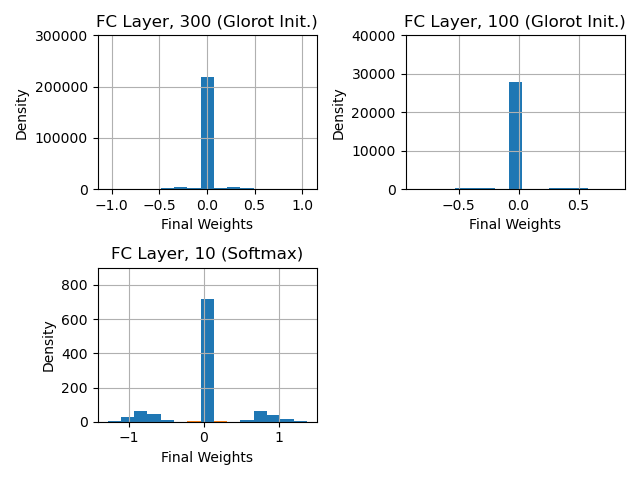 FC Layer, 300 (Glorot Init.)
300000
200000
100000
0
Density
−1.0 −0.5 0.0 0.5 1.0
Final Weights
FC Layer, 100 (Glorot Init.)
40000
30000
20000
10000
0
Density
−0.5 0.0 0.5
Final Weights
FC Layer, 10 (Softmax)
800
600
400
200
0
Density
−1 0 1
Final Weights